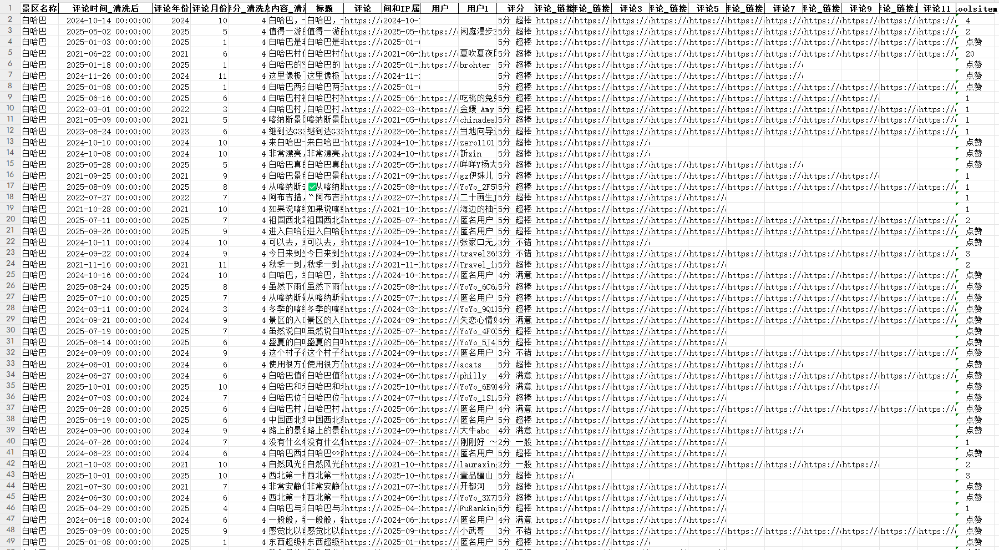 1 景区名称 评论时间_清洗后 评论年份 评论月份 评分_清洗 内容_清 标题 评论 间和IP属 用户 用户1 评分 评论_链接 评论_链接 评论3 评论_链接 评论5 评论_链接 评论7 评论_链接 评论9 评论_链接1 评论11 toolsitem
2 白哈巴 2024-10-14 00:00:00 2024 10 4 白哈巴, 白哈巴, https:// 2024-10- 5分 超棒 https:// https:// https:// https:// https:// https:// https:// https:// https:// https:// https:// 4
3 白哈巴 2025-05-02 00:00:00 2025 5 4 值得一游 值得一游 https:// 2025-05- https:// 闲庭漫步3 5分 超棒 https:// https:// https:// https:// https:// https:// https:// https:// https:// https:// https:// 2
4 白哈巴 2025-01-03 00:00:00 2025 1 4 白哈巴是 白哈巴是 https:// 2025-01- 5分 超棒 https:// https:// https:// https:// https:// https:// https:// https:// https:// https:// https:// 点赞
5 白哈巴 2021-06-22 00:00:00 2021 6 4 白哈巴村 白哈巴村 https:// 2021-06- https:// 夏吹夏夜 5分 超棒 https:// https:// https:// https:// https:// https:// https:// https:// https:// https:// https:// 20
6 白哈巴 2025-01-18 00:00:00 2025 1 4 白哈巴的 白哈巴的 https:// 2025-01- https:// brohter 5分 超棒 https:// https:// https:// https:// https:// https:// https:// 点赞
7 白哈巴 2024-11-26 00:00:00 2024 11 4 这里像极 这里像极 https:// 2024-11- 5分 超棒 https:// https:// https:// https:// https:// https:// https:// 点赞
8 白哈巴 2025-01-08 00:00:00 2025 1 4 白哈巴两 白哈巴两 https:// 2025-01- 5分 超棒 https:// https:// https:// https:// https:// https:// https:// https:// https:// https:// https:// 点赞
9 白哈巴 2025-06-16 00:00:00 2025 6 4 白哈巴村 白哈巴村 https:// 2025-06- https:// 吃桃的兔 5分 超棒 https:// https:// https:// https:// https:// https:// https:// https:// https:// 1
10 白哈巴 2022-03-01 00:00:00 2022 3 4 白哈巴村, 白哈巴村, https:// 2022-03- https:// 金媛 Amy 5分 超棒 https:// https:// https:// https:// https:// https:// https:// https:// https:// https:// https:// 1
11 白哈巴 2021-05-09 00:00:00 2021 5 4 喀纳斯景 喀纳斯景 https:// 2021-05- https:// chinades 5分 超棒 https:// https:// https:// https:// https:// https:// https:// https:// https:// https:// https:// 1
12 白哈巴 2023-06-24 00:00:00 2023 6 4 继到达G33 继到达G33 https:// 2023-06- https:// 当地向导 5分 超棒 https:// https:// https:// https:// https:// https:// https:// https:// https:// https:// https:// 1
13 白哈巴 2024-10-10 00:00:00 2024 10 4 来白哈巴 来白哈巴 https:// 2024-10- https:// zero1101 5分 超棒 https:// https:// https:// 点赞
14 白哈巴 2024-10-08 00:00:00 2024 10 4 非常漂亮, 非常漂亮, https:// 2024-10- https:// 訢xin 5分 超棒 https:// https:// https:// 点赞
15 白哈巴 2025-05-28 00:00:00 2025 5 4 白哈巴真 白哈巴真 https:// 2025-05- https:// 咩咩Y杨大 5分 超棒 https:// https:// https:// https:// https:// https:// https:// 点赞
16 白哈巴 2021-09-25 00:00:00 2021 9 4 白哈巴景 白哈巴景 https:// 2021-09- https:// gz伊妹儿 5分 超棒 https:// https:// https:// https:// https:// https:// https:// https:// https:// 1
17 白哈巴 2025-08-09 00:00:00 2025 8 4 从喀纳斯 ✅从喀纳 https:// 2025-08- https:// YoYo_2F5 5分 超棒 https:// https:// https:// https:// https:// https:// https:// https:// https:// https:// https:// 1
18 白哈巴 2022-07-27 00:00:00 2022 7 4 阿布吉措, “阿布吉 https:// 2022-07- https:// 二十画生J 5分 超棒 https:// https:// https:// https:// https:// 1
19 白哈巴 2021-10-28 00:00:00 2021 10 4 如果说喀 如果说喀 https:// 2021-10- https:// 海边的柚 5分 超棒 https:// https:// https:// https:// https:// 1
20 白哈巴 2025-07-11 00:00:00 2025 7 4 祖国西北 祖国西北 https:// 2025-07- https:// 匿名用户 5分 超棒 https:// https:// https:// https:// https:// https:// https:// https:// https:// https:// https:// 2
21 白哈巴 2025-09-26 00:00:00 2025 9 4 进入白哈 进入白哈 https:// 2025-09- https:// 匿名用户 5分 超棒 https:// https:// https:// https:// https:// https:// https:// https:// https:// https:// https:// 点赞
22 白哈巴 2024-10-11 00:00:00 2024 10 4 可以去, 可以去, https:// 2024-10- https:// 张家口无 3分 不错 https:// https:// https:// 点赞
23 白哈巴 2024-09-22 00:00:00 2024 9 4 今日来到 今日来到 https:// 2024-09- https:// travel36 3分 不错 https:// https:// https:// https:// https:// https:// https:// https:// https:// https:// https:// 3
24 白哈巴 2021-11-16 00:00:00 2021 11 4 秋季一到, 秋季一到, https:// 2021-11- https:// Travel_i 5分 超棒 https:// https:// https:// https:// https:// 2
25 白哈巴 2024-10-16 00:00:00 2024 10 4 白哈巴, 白哈巴, https:// 2024-10- https:// 匿名用户 4分 满意 https:// https:// https:// https:// https:// https:// https:// https:// https:// https:// https:// 点赞
26 白哈巴 2025-08-24 00:00:00 2025 8 4 虽然下雨 虽然下雨 https:// 2025-08- https:// YoYo_6C6 5分 超棒 https:// https:// https:// https:// https:// https:// https:// https:// https:// https:// https:// 点赞
27 白哈巴 2025-07-10 00:00:00 2025 7 4 从喀纳斯 从喀纳斯 https:// 2025-07- https:// 匿名用户 5分 超棒 https:// https:// https:// https:// https:// https:// https:// https:// https:// https:// https:// 点赞
28 白哈巴 2024-03-11 00:00:00 2024 3 4 冬季的喀 冬季的喀 https:// 2024-03- https:// YoYo_9Q1 5分 超棒 https:// https:// https:// https:// https:// https:// https:// https:// https:// https:// https:// 点赞
29 白哈巴 2024-09-21 00:00:00 2024 9 4 景区的入 景区的入 https:// 2024-09- https:// 失恋心情 4分 满意 https:// https:// https:// https:// https:// https:// https:// https:// https:// https:// https:// 点赞
30 白哈巴 2025-07-19 00:00:00 2025 7 4 虽然说白 虽然说白 https:// 2025-07- https:// YoYo_4F0 5分 超棒 https:// https:// https:// https:// https:// 点赞
31 白哈巴 2025-06-14 00:00:00 2025 6 4 盛夏的白 盛夏的白 https:// 2025-06- https:// YoYo_5J4 5分 超棒 https:// https:// https:// https:// https:// 点赞
32 白哈巴 2024-09-09 00:00:00 2024 9 4 这个村子 这个村子 https:// 2024-09- https:// 匿名用户 3分 不错 https:// https:// https:// https:// https:// https:// https:// https:// https:// https:// https:// 点赞
33 白哈巴 2024-06-01 00:00:00 2024 6 4 使用很方 使用很方 https:// 2024-06- https:// acats 5分 超棒 https:// https:// https:// https:// https:// https:// https:// 点赞
34 白哈巴 2024-06-27 00:00:00 2024 6 4 白哈巴值 白哈巴值 https:// 2024-06- https:// philly 4分 满意 https:// https:// https:// https:// https:// https:// https:// https:// https:// https:// https:// 点赞
35 白哈巴 2025-10-01 00:00:00 2025 10 4 白哈巴和 白哈巴和 https:// 2025-10- https:// YoYo_6B9 4分 满意 https:// https:// https:// https:// https:// https:// https:// https:// https:// 点赞
36 白哈巴 2024-07-03 00:00:00 2024 7 4 白哈巴位 白哈巴位 https:// 2024-07- https:// YoYo_1S1 5分 超棒 https:// https:// https:// https:// https:// 点赞
37 白哈巴 2025-06-28 00:00:00 2025 6 4 白哈巴村, 白哈巴村, https:// 2025-06- https:// 匿名用户 4分 满意 https:// https:// https:// https:// https:// https:// https:// https:// https:// https:// https:// 点赞
38 白哈巴 2025-06-19 00:00:00 2025 6 4 中国西北 中国西北 https:// 2025-06- https:// 匿名用户 5分 超棒 https:// https:// https:// https:// https:// 点赞
39 白哈巴 2024-09-06 00:00:00 2024 9 4 路上的景 路上的景 https:// 2024-09- https:// 大牛abc 4分 满意 https:// https:// https:// https:// https:// https:// https:// 点赞
40 白哈巴 2024-07-26 00:00:00 2024 7 4 没有什么 没有什么 https:// 2024-07- https:// 刚刚好 ~ 2分 一般 https:// https:// https:// https:// https:// 1
41 白哈巴 2024-06-23 00:00:00 2024 6 4 白哈巴西 白哈巴 https:// 2024-06- https:// 匿名用户 5分 超棒 https:// https:// https:// https:// https:// 点赞
42 白哈巴 2021-10-03 00:00:00 2021 10 4 自然风光 自然风光 https:// 2021-10- https:// lauraxin 2分 一般 https:// https:// https:// https:// https:// https:// https:// https:// https:// 2
43 白哈巴 2025-10-01 00:00:00 2025 10 4 西北第一 西北第一 https:// 2025-10- https:// 壹品疆山 5分 超棒 https:// 3
44 白哈巴 2021-07-30 00:00:00 2021 7 4 非常安静 非常安静 https:// 2021-07- https:// 开都河 5分 超棒 https:// https:// https:// https:// https:// 点赞
45 白哈巴 2024-06-30 00:00:00 2024 6 4 西北第一 西北第一 https:// 2024-06- https:// YoYo_3X7 5分 超棒 https:// https:// https:// https:// https:// 点赞
46 白哈巴 2025-04-29 00:00:00 2025 4 4 白哈巴与 白哈巴与 https:// 2025-04- https:// FuRankin 5分 超棒 https:// https:// https:// https:// https:// 1
47 白哈巴 2024-06-18 00:00:00 2024 6 4 一般般, 一般般, https:// 2024-06- https:// 匿名用户 4分 满意 https:// https:// https:// https:// https:// 点赞
48 白哈巴 2025-09-09 00:00:00 2025 9 4 感觉比以 感觉比以 https:// 2025-09- https:// 小武哥 3分 不错 https:// https:// https:// https:// https:// https:// https:// https:// https:// https:// https:// 点赞
49 白哈巴 2025-01-08 00:00:00 2025 1 4 东西超级 东西超级 https:// 2025-01- https:// 匿名用户 5分 超棒 https:// https:// https:// 点赞